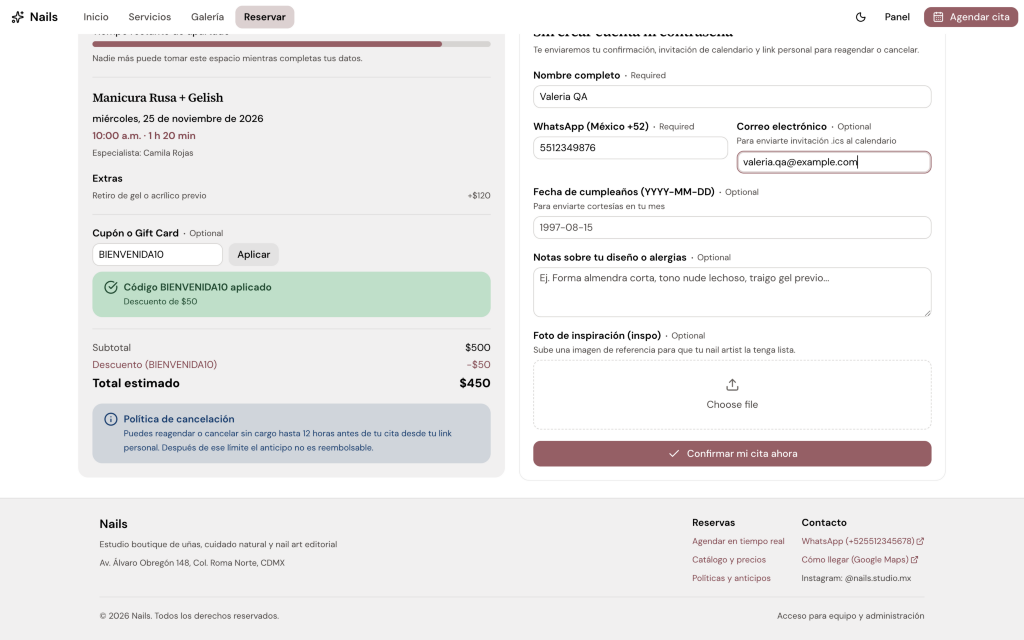 Nails
Inicio
Servicios
Galería
Reservar
Panel
Agendar cita
Nadie más puede tomar este espacio mientras completas tus datos.
Manicura Rusa + Gelish
miércoles, 25 de noviembre de 2026
10:00 a.m. · 1 h 20 min
Especialista: Camila Rojas
Extras
Retiro de gel o acrílico previo +$120
Cupón o Gift Card · Optional
BIENVENIDA10 Aplicar
Código BIENVENIDA10 aplicado
Descuento de $50
Subtotal $500
Descuento (BIENVENIDA10) -$50
Total estimado $450
Política de cancelación
Puedes reagendar o cancelar sin cargo hasta 12 horas antes de tu cita desde tu link
personal. Después de ese límite el anticipo no es reembolsable.
Sin crear cuenta ni contraseña
Te enviaremos tu confirmación, invitación de calendario y link personal para reagendar o cancelar.
Nombre completo · Required
Valeria QA
WhatsApp (México +52) · Required
5512349876
Correo electrónico · Optional
Para enviarte invitación .ics al calendario
valeria.qa@example.com
Fecha de cumpleaños (YYYY-MM-DD) · Optional
Para enviarte cortesías en tu mes
1997-08-15
Notas sobre tu diseño o alergias · Optional
Ej. Forma almendra corta, tono nude lechoso, traigo gel previo...
Foto de inspiración (inspo) · Optional
Sube una imagen de referencia para que tu nail artist la tenga lista.
Choose file
Confirmar mi cita ahora
Nails
Estudio boutique de uñas, cuidado natural y nail art editorial
Av. Álvaro Obregón 148, Col. Roma Norte, CDMX
Reservas
Agendar en tiempo real
Catálogo y precios
Políticas y anticipos
Contacto
WhatsApp (+525512345678)
Cómo llegar (Google Maps)
Instagram: @nails.studio.mx
© 2026 Nails. Todos los derechos reservados.
Acceso para equipo y administración